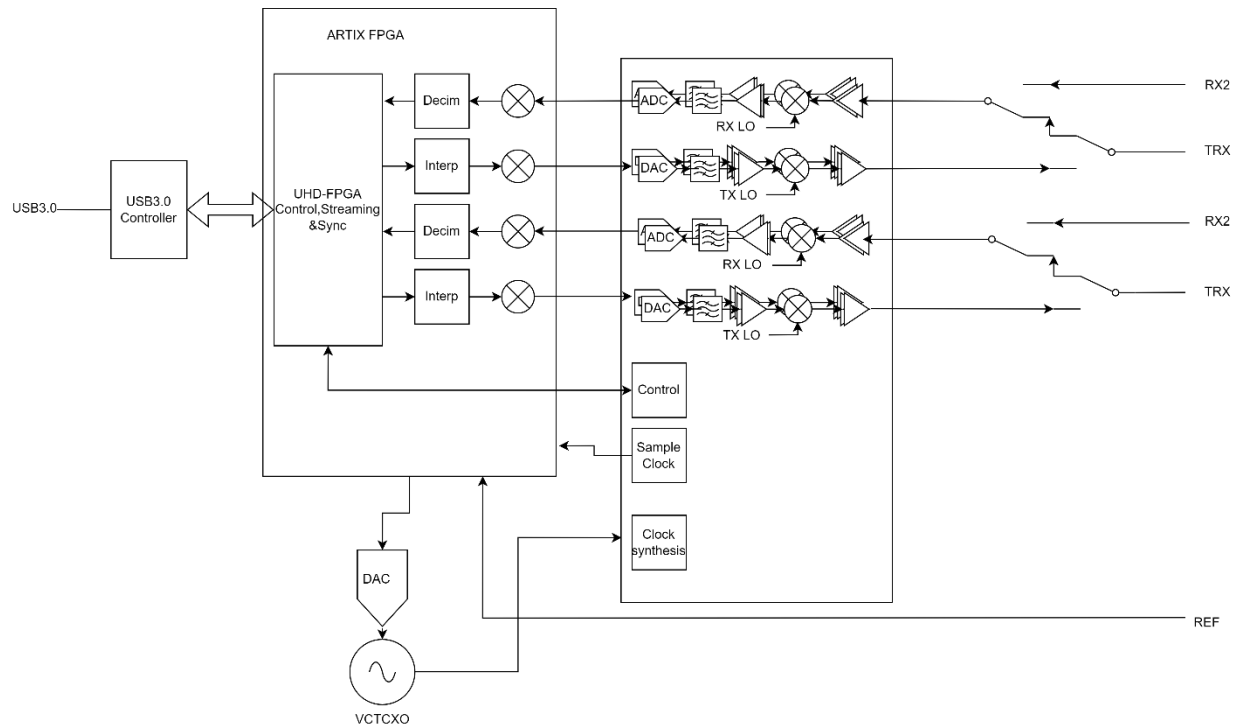 ARTIX FPGA
RX2
Decim
ADC
RX LO
TRX
Interp
DAC
TX LO
USB3.0
USB3.0
Controller
UHD-FPGA
Control,Streaming
&Sync
RX2
Decim
ADC
RX LO
TRX
Interp
DAC
TX LO
Control
Sample
Clock
Clock
synthesis
DAC
REF
VCTCXO